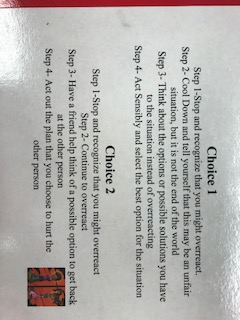 Choice 1
Step 1-Stop and recognize that you might overreact.
Step 2- Cool Down and tell yourself that this may be an unfair
situation, but it is not the end of the world
Step 3- Think about the options or possible solutions you have
to the situation instead of overreacting
Step 4- Act Sensibly and select the best option for the situation
Choice 2
Step 1-Stop and recognize that you might overreact
Step 2- Continue to overreact
Step 3- Have a friend help think of a possible option to get back
at the other person
Step 4- Act out the plan that you choose to hurt the
other person